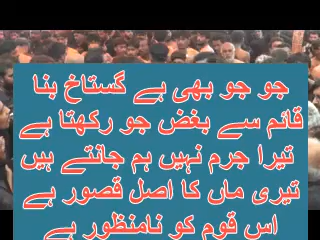 جو جو بھی ہے گستاخ بنا
قائم سے بغض جو رکھتا ہے
تیرا جرم نہیں ہم جانتے ہیں
تیری ماں کا اصل قصور ہے
اس قوم کو نامنظور ہے